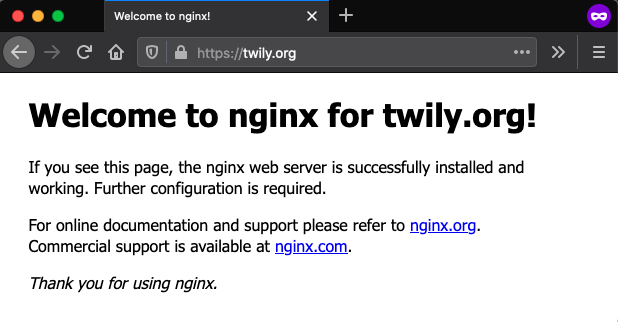 Welcome to nginx!
https://twily.org
Welcome to nginx for twily.org!
If you see this page, the nginx web server is successfully installed and
working. Further configuration is required.
For online documentation and support please refer to nginx.org.
Commercial support is available at nginx.com.
Thank you for using nginx.